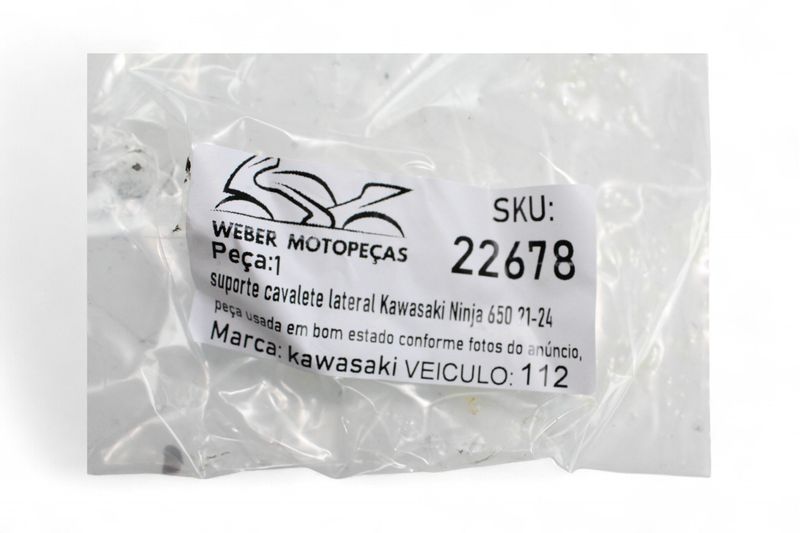 WEBER MOTOPEÇAS
SKU:
22678
Peça:1
suporte cavalete lateral Kawasaki Ninja 650 21-24
peça usada em bom estado conforme fotos do anúncio,
Marca: kawasaki VEICULO: 112